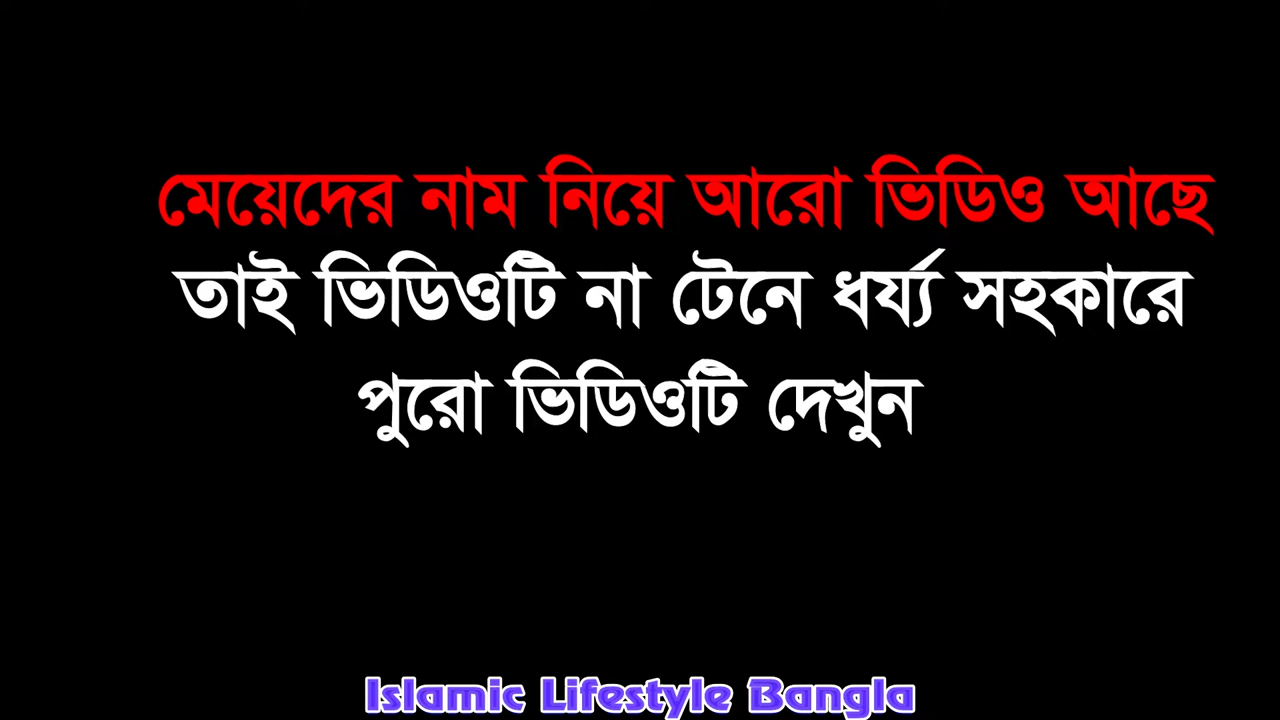 মেয়েদের নাম নিয়ে আরো ভিডিও আছে
তাই ভিডিওটি না টেনে ধর্য্য সহকারে
পুরো ভিডিওটি দেখুন
Islamic Lifestyle Bangla